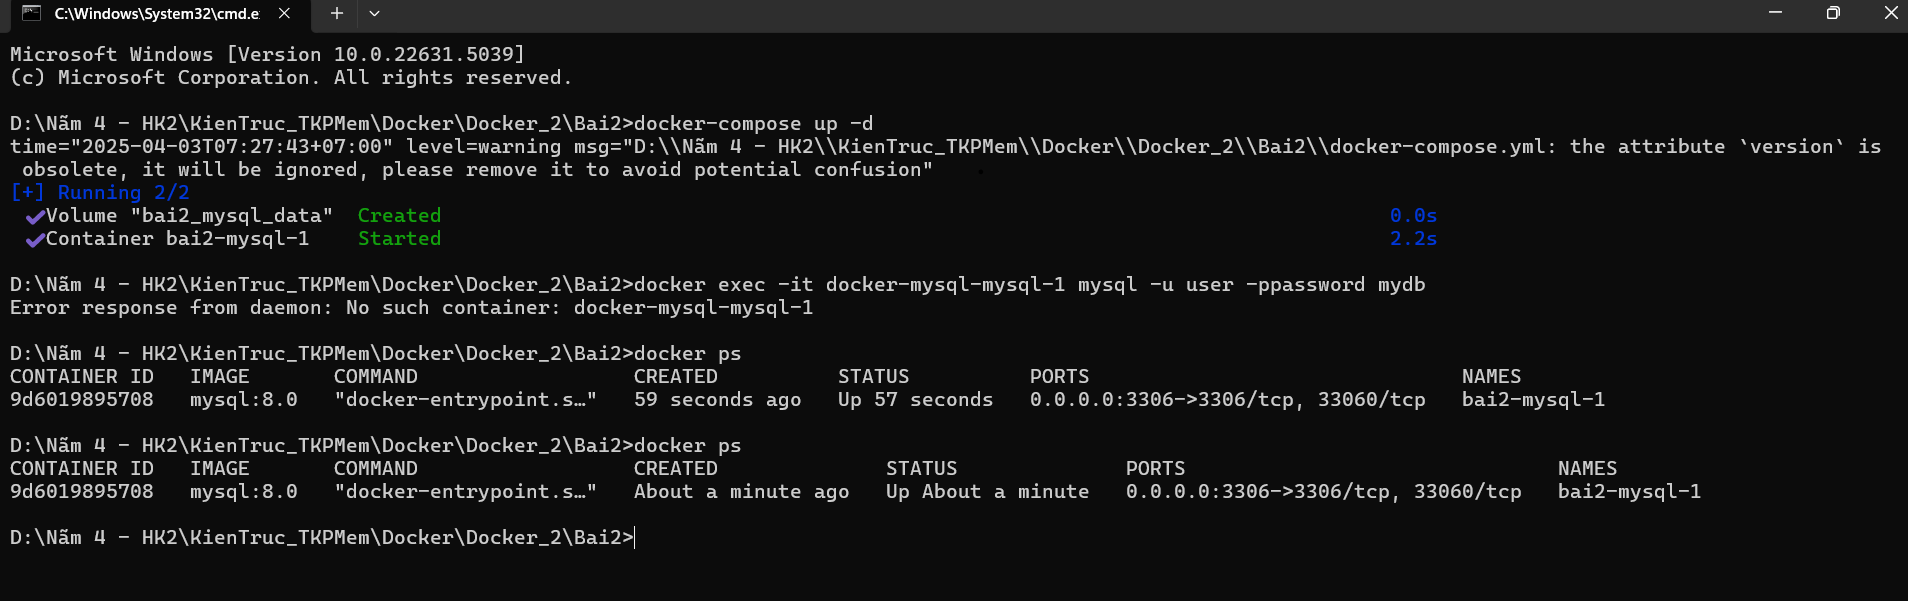 C:\Windows\System32\cmd.e
Microsoft Windows [Version 10.0.22631.5039]
(c) Microsoft Corporation. All rights reserved.
D:\Năm 4 - HK2\KienTruc_TKPMem\Docker\Docker_2\Bai2>docker-compose up -d
time="2025-04-03T07:27:43+07:00" level=warning msg="D:\\Năm 4 - HK2\\KienTruc_TKPMem\\Docker\\Docker_2\\Bai2\\docker-compose.yml: the attribute `version` is
obsolete, it will be ignored, please remove it to avoid potential confusion"
[+] Running 2/2
✔Volume "bai2_mysql_data" Created 0.0s
✔Container bai2-mysql-1 Started 2.2s
D:\Năm 4 - HK2\KienTruc_TKPMem\Docker\Docker_2\Bai2>docker exec -it docker-mysql-mysql-1 mysql -u user -ppassword mydb
Error response from daemon: No such container: docker-mysql-mysql-1
D:\Năm 4 - HK2\KienTruc_TKPMem\Docker\Docker_2\Bai2>docker ps
CONTAINER ID IMAGE COMMAND CREATED STATUS PORTS NAMES
9d6019895708 mysql:8.0 "docker-entrypoint.s…" 59 seconds ago Up 57 seconds 0.0.0.0:3306->3306/tcp, 33060/tcp bai2-mysql-1
D:\Năm 4 - HK2\KienTruc_TKPMem\Docker\Docker_2\Bai2>docker ps
CONTAINER ID IMAGE COMMAND CREATED STATUS PORTS NAMES
9d6019895708 mysql:8.0 "docker-entrypoint.s…" About a minute ago Up About a minute 0.0.0.0:3306->3306/tcp, 33060/tcp bai2-mysql-1
D:\Năm 4 - HK2\KienTruc_TKPMem\Docker\Docker_2\Bai2>